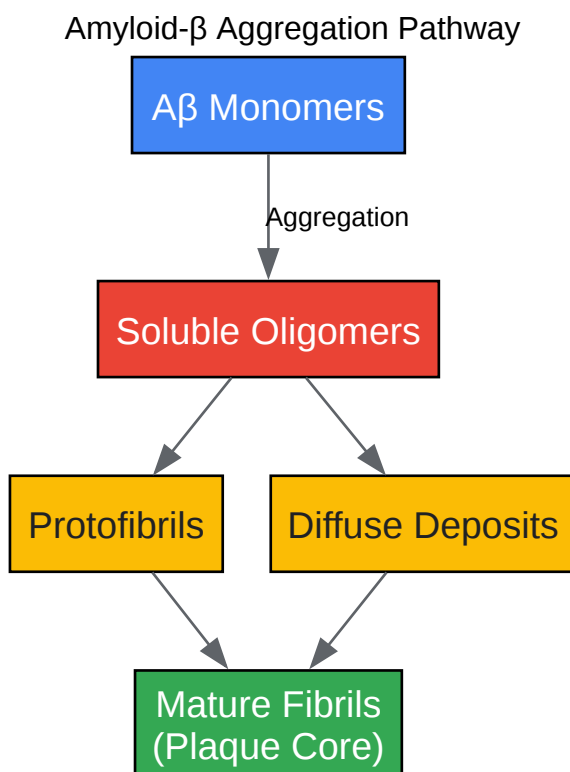 Amyloid-β Aggregation Pathway
Aβ Monomers
Aggregation
Soluble Oligomers
Protofibrils
Diffuse Deposits
Mature Fibrils
(Plaque Core)